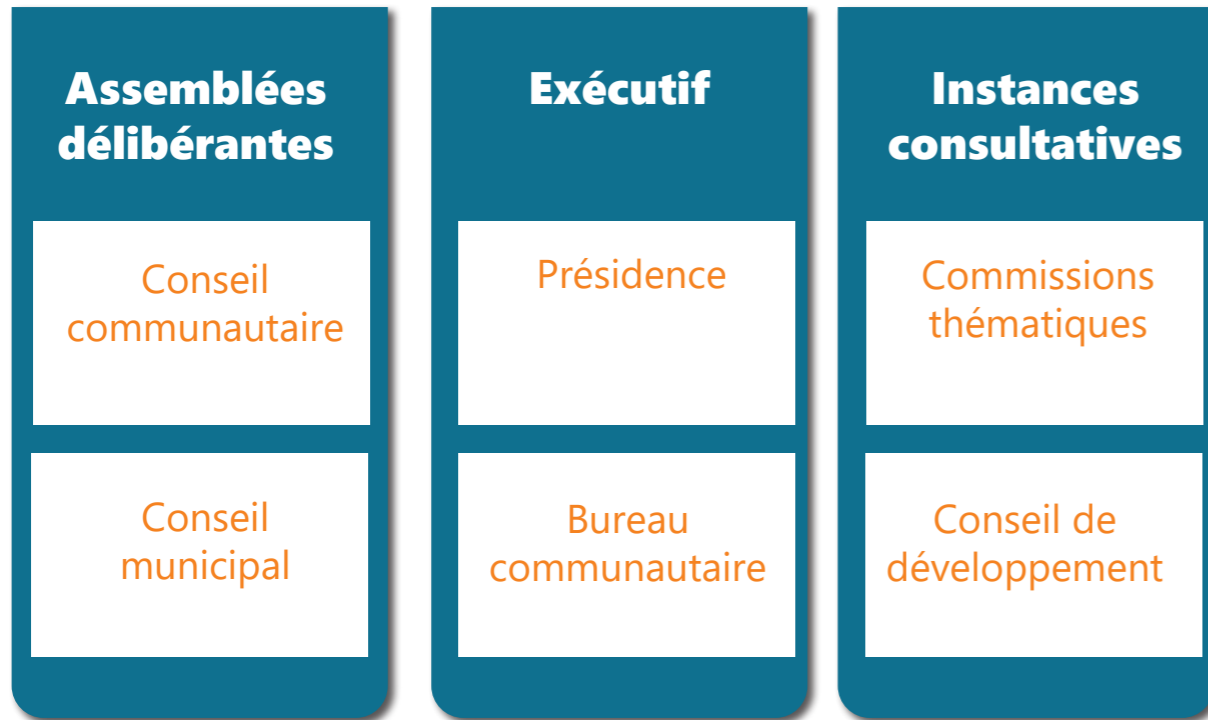 Assemblées
délibérantes
Conseil
communautaire
Conseil
municipal
Exécutif
Présidence
Bureau
communautaire
Instances
consultatives
Commissions
thématiques
Conseil de
développement